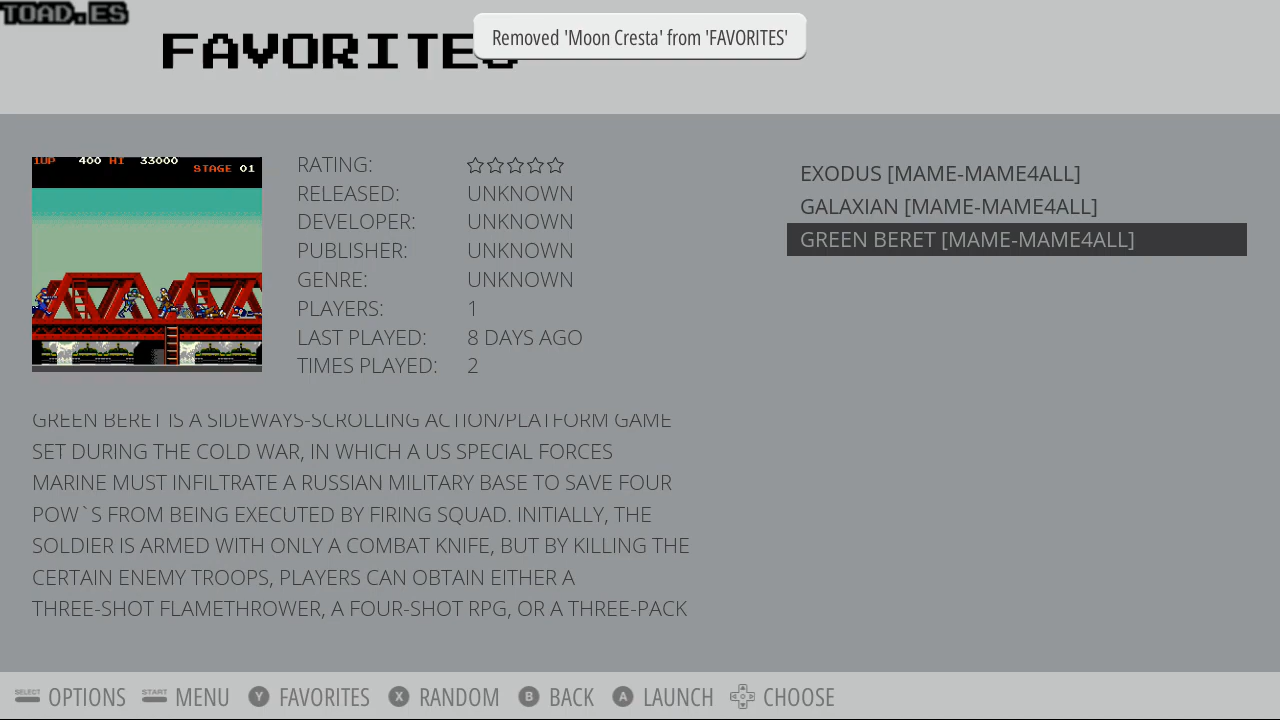 TOAD.ES
FAVORITES
Removed 'Moon Cresta' from 'FAVORITES'
1UP 400 HI 33000
STAGE 01
RATING:
RELEASED: UNKNOWN
DEVELOPER: UNKNOWN
PUBLISHER: UNKNOWN
GENRE: UNKNOWN
PLAYERS: 1
LAST PLAYED: 8 DAYS AGO
TIMES PLAYED: 2
EXODUS [MAME-MAME4ALL]
GALAXIAN [MAME-MAME4ALL]
GREEN BERET [MAME-MAME4ALL]
GREEN BERET IS A SIDEWAYS-SCROLLING ACTION/PLATFORM GAME
SET DURING THE COLD WAR, IN WHICH A US SPECIAL FORCES
MARINE MUST INFILTRATE A RUSSIAN MILITARY BASE TO SAVE FOUR
POW`S FROM BEING EXECUTED BY FIRING SQUAD. INITIALLY, THE
SOLDIER IS ARMED WITH ONLY A COMBAT KNIFE, BUT BY KILLING THE
CERTAIN ENEMY TROOPS, PLAYERS CAN OBTAIN EITHER A
THREE-SHOT FLAMETHROWER, A FOUR-SHOT RPG, OR A THREE-PACK
SELECT OPTIONS START MENU Y FAVORITES X RANDOM B BACK A LAUNCH CHOOSE